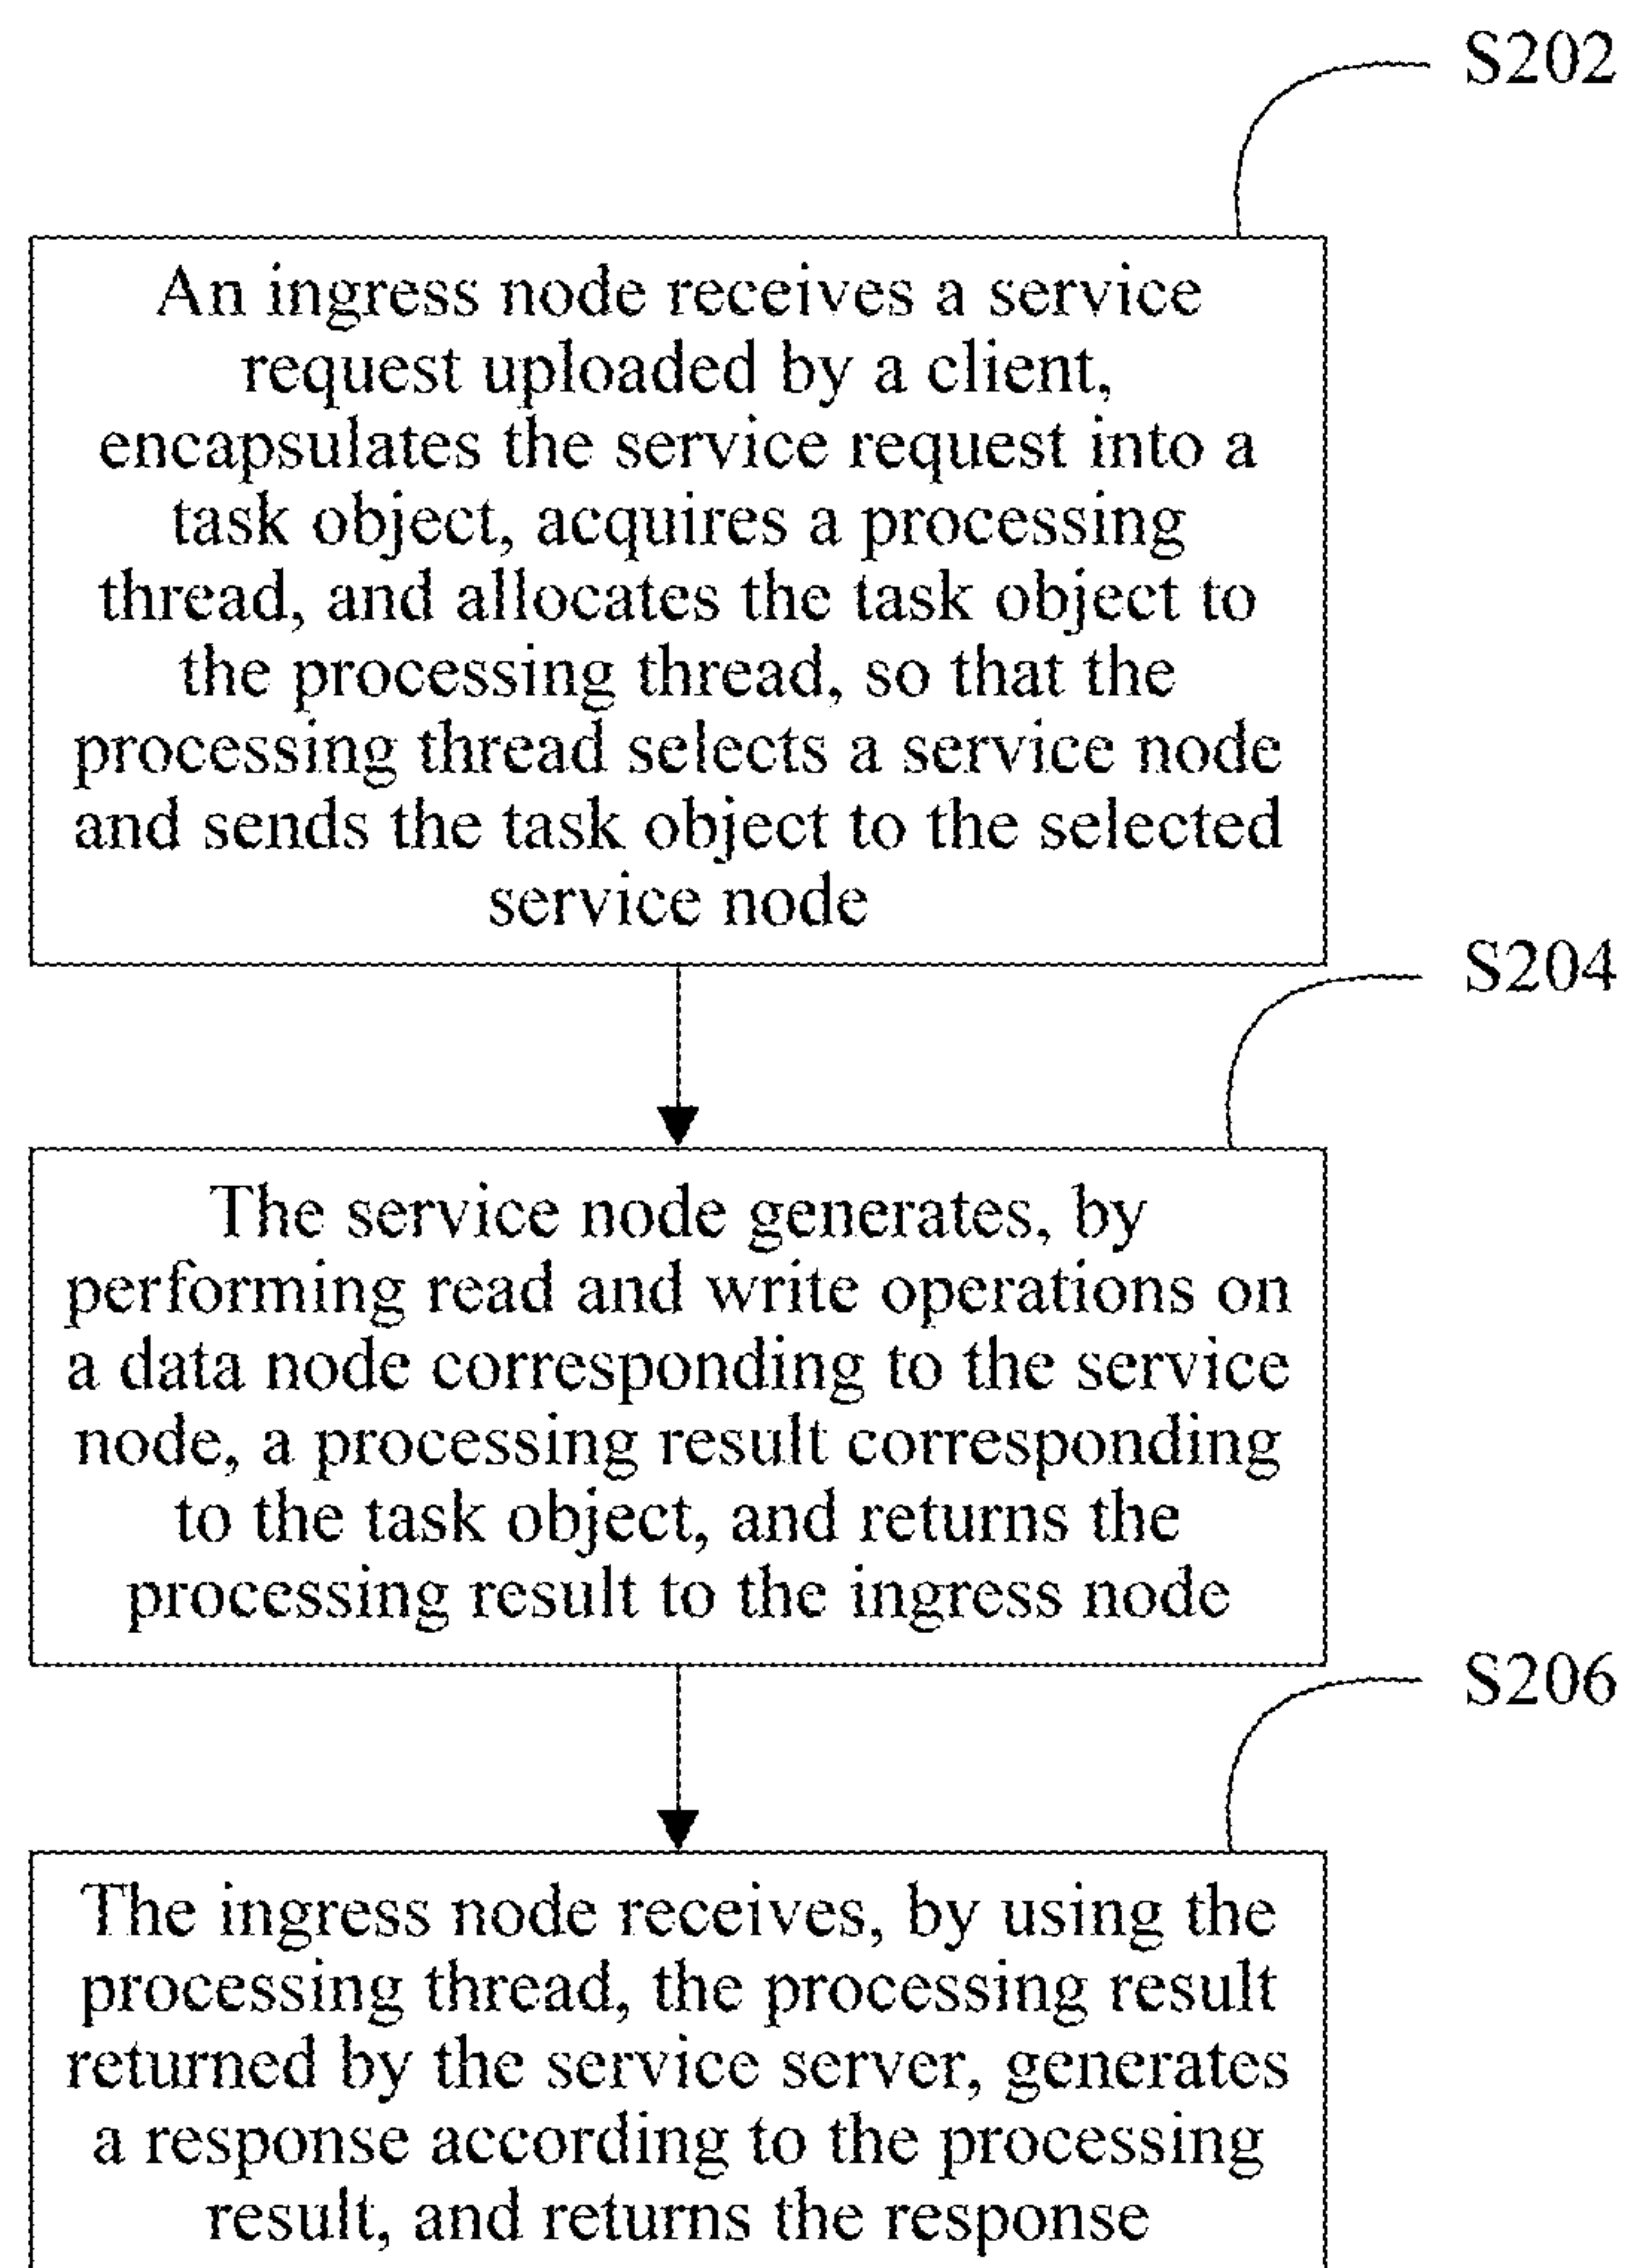 S202
An ingress node receives a service
request uploaded by a client,
encapsulates the service request into a
task object, acquires a processing
thread, and allocates the task object to
the processing thread, so that the
processing thread selects a service node
and sends the task object to the selected
service node
S204
The service node generates, by
performing read and write operations on
a data node corresponding to the service
node, a processing result corresponding
to the task object, and returns the
processing result to the ingress node
S206
The ingress node receives, by using the
processing thread, the processing result
returned by the service server, generates
a response according to the processing
result, and returns the response